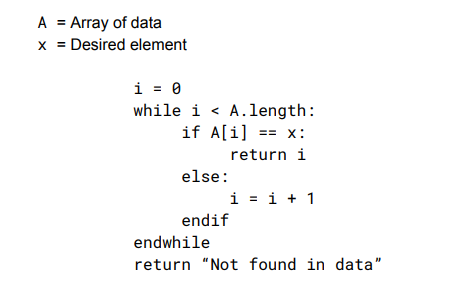 A = Array of data
x = Desired element
i = 0
while i < A.length:
if A[i] == x:
return i
else:
i = i + 1
endif
endwhile
return “Not found in data”